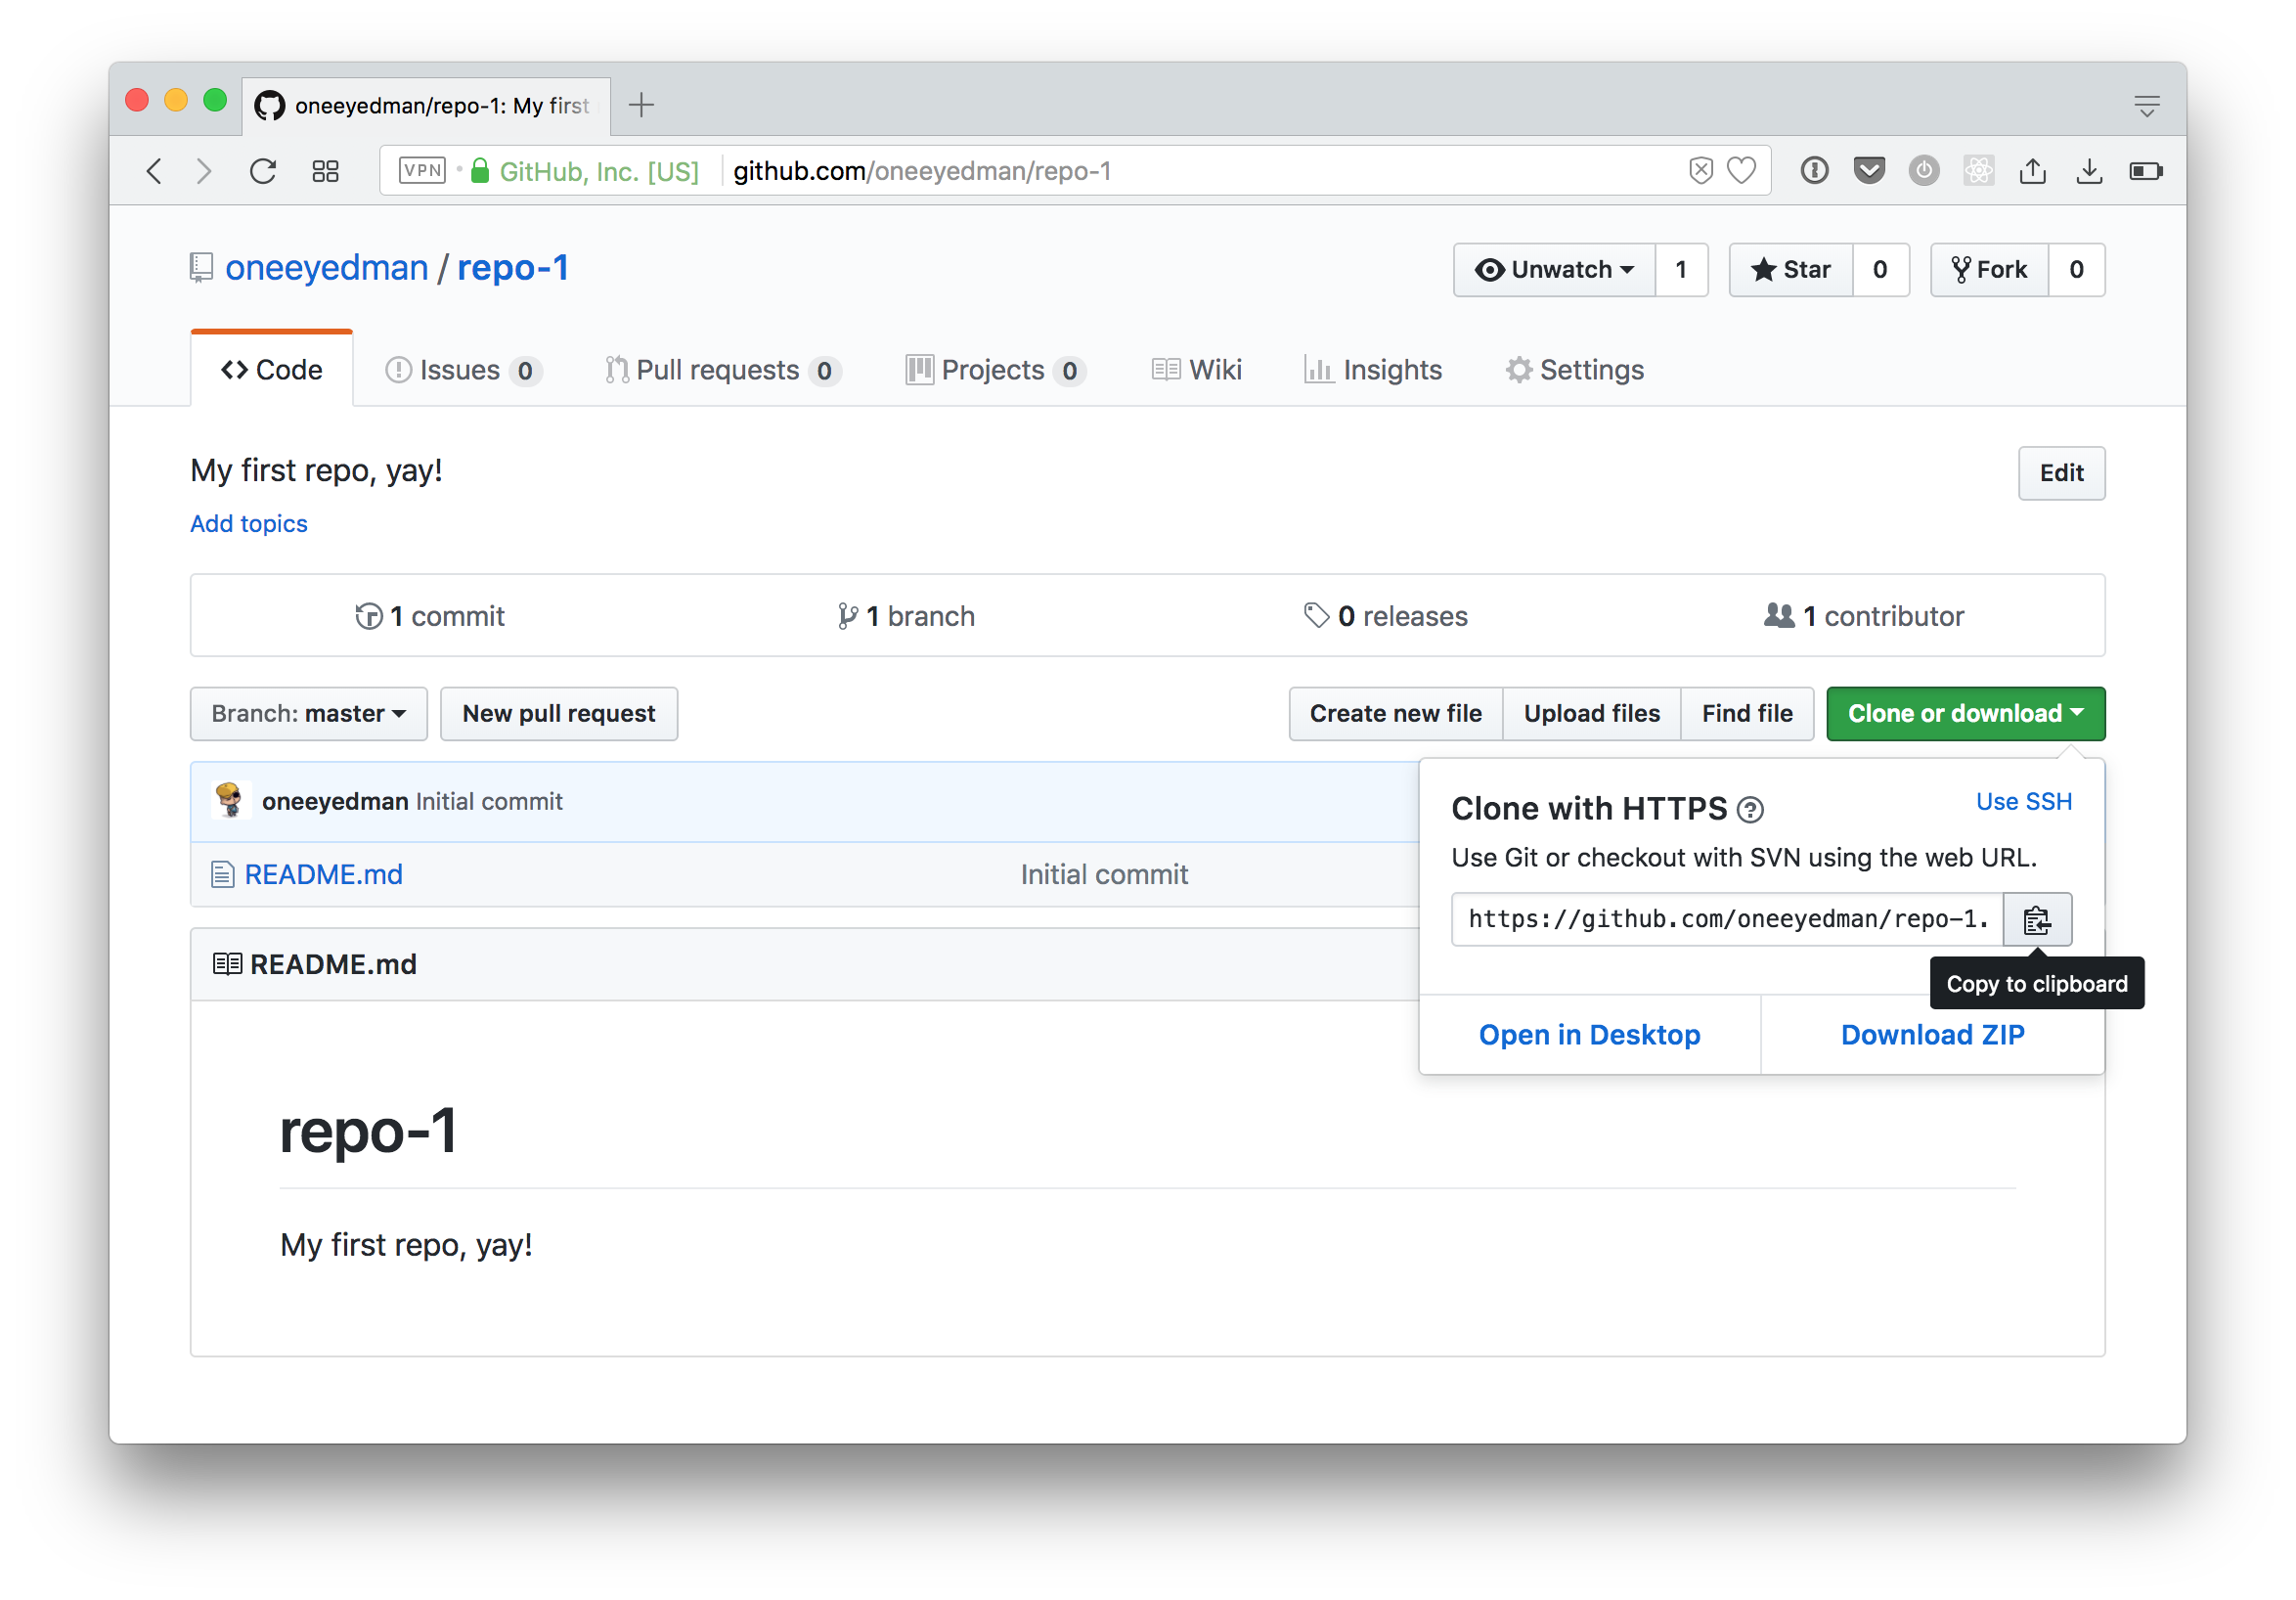 oneeyedman/repo-1: My first
VPN GitHub, Inc. [US] github.com/oneeyedman/repo-1
oneeyedman / repo-1
Unwatch 1 Star 0 Fork 0
Code Issues 0 Pull requests 0 Projects 0 Wiki Insights Settings
My first repo, yay!
Edit
Add topics
1 commit 1 branch 0 releases 1 contributor
Branch: master New pull request Create new file Upload files Find file Clone or download
oneeyedman Initial commit
README.md Initial commit
Clone with HTTPS Use SSH
Use Git or checkout with SVN using the web URL.
https://github.com/oneeyedman/repo-1.
Copy to clipboard
Open in Desktop Download ZIP
README.md
repo-1
My first repo, yay!